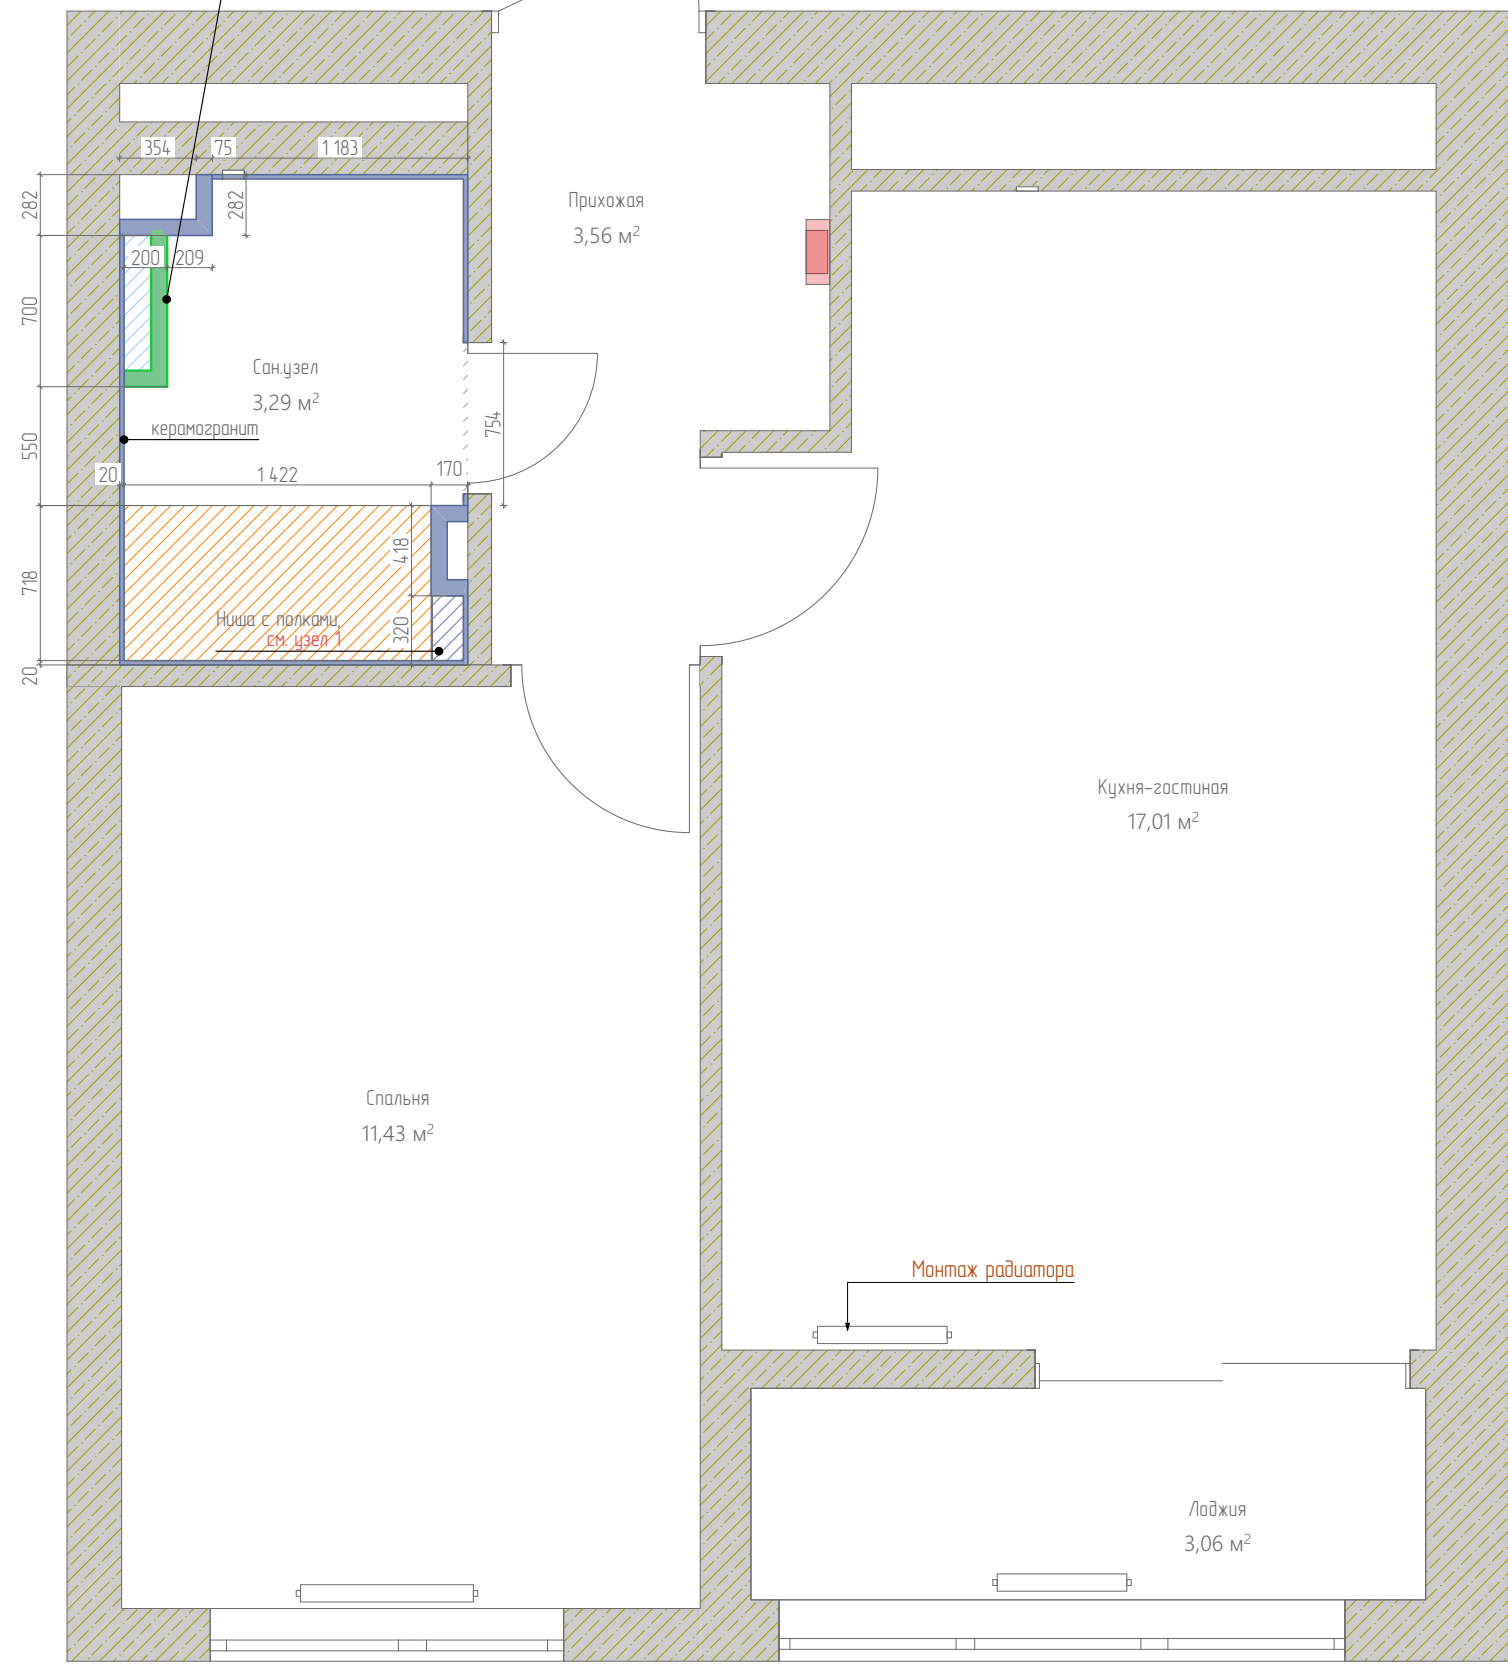 354
75
1 183
282
282
Прихожая
3,56 м²
200
209
700
Сан.узел
3,29 м²
керамогранит
754
550
20
1 422
170
418
718
Ниша с полками,
см. узел 1
320
20
Кухня-гостиная
17,01 м²
Спальня
11,43 м²
Монтаж радиатора
Лоджия
3,06 м²